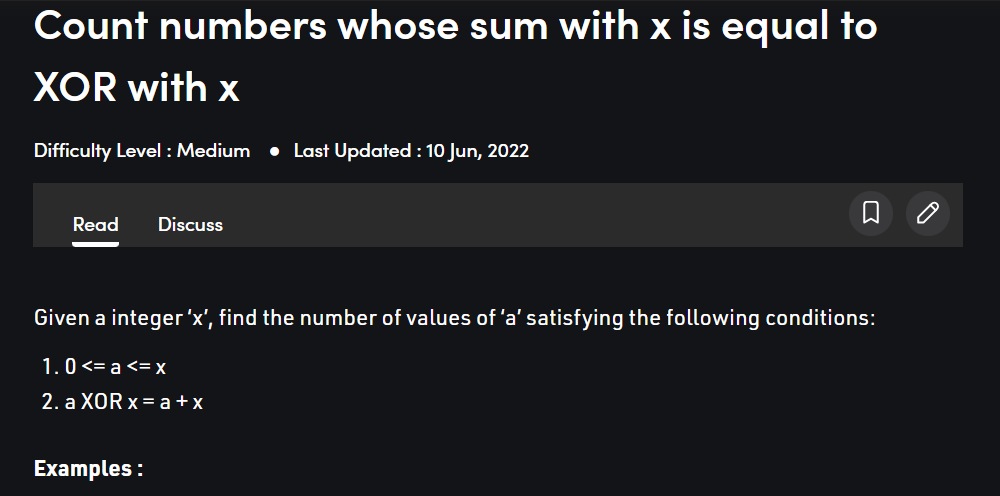 Count numbers whose sum with x is equal to
XOR with x
Difficulty Level : Medium ● Last Updated : 10 Jun, 2022
Read Discuss
Given a integer ‘x’, find the number of values of ‘a’ satisfying the following conditions:
1. 0 <= a <= x
2. a XOR x = a + x
Examples :